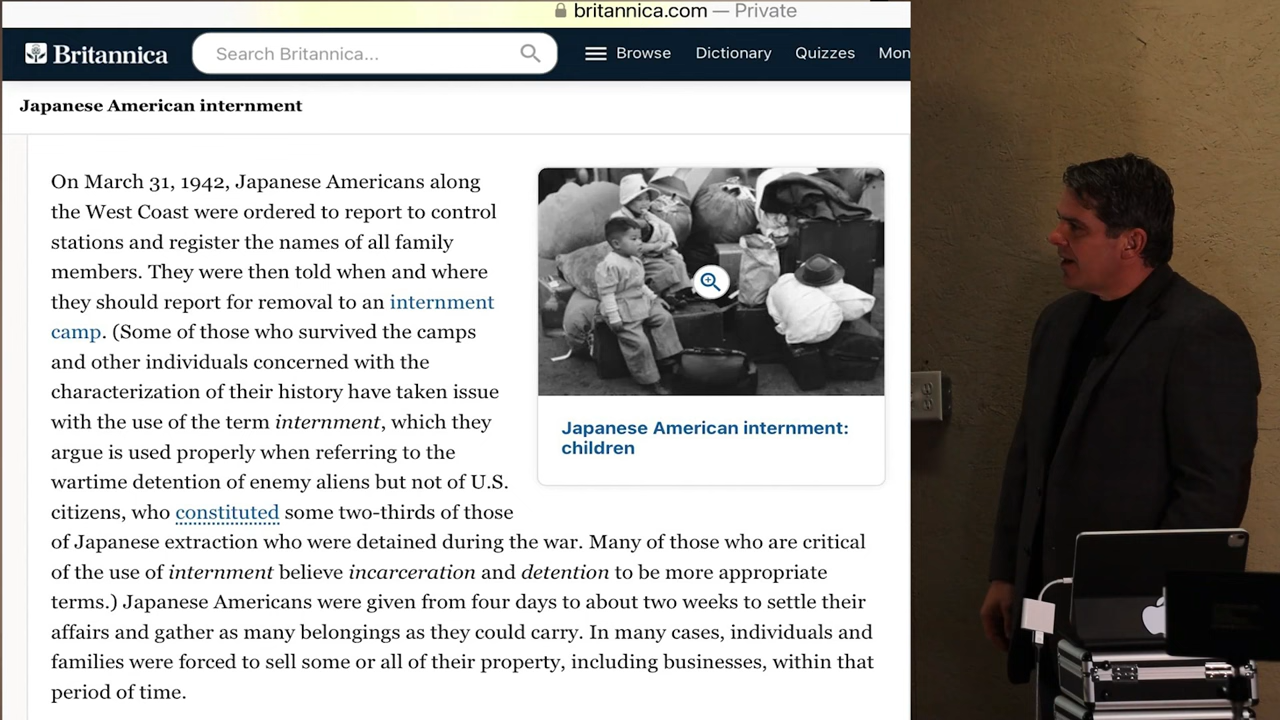 britannica.com — Private
Britannica
Search Britannica...
Browse
Dictionary
Quizzes
Mon
Japanese American internment
On March 31, 1942, Japanese Americans along
the West Coast were ordered to report to control
stations and register the names of all family
members. They were then told when and where
they should report for removal to an internment
camp. (Some of those who survived the camps
and other individuals concerned with the
characterization of their history have taken issue
with the use of the term internment, which they
argue is used properly when referring to the
wartime detention of enemy aliens but not of U.S.
citizens, who constituted some two-thirds of those
of Japanese extraction who were detained during the war. Many of those who are critical
of the use of internment believe incarceration and detention to be more appropriate
terms.) Japanese Americans were given from four days to about two weeks to settle their
affairs and gather as many belongings as they could carry. In many cases, individuals and
families were forced to sell some or all of their property, including businesses, within that
period of time.
Japanese American internment:
children